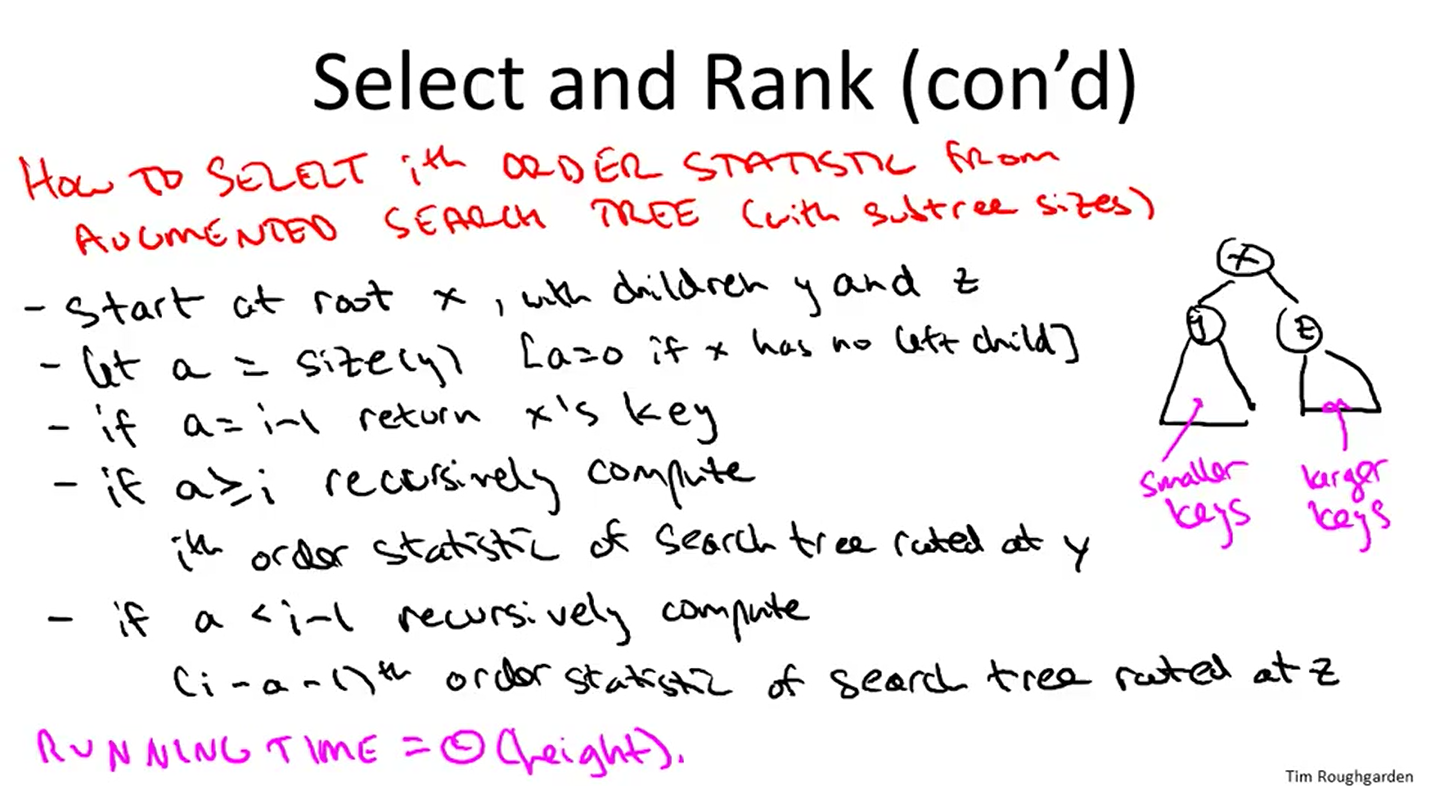 Select and Rank (con'd)
HOW TO SELECT ith ORDER STATISTIC FROM
AUGMENTED SEARCH TREE (with subtree sizes)
- start at root x, with children y and z
- let a = size(y) [a=0 if x has no left child]
- if a = i-1 return x's key
- if a ≥ i recursively compute
ith order statistic of search tree rooted at y
- if a < i-1 recursively compute
(i-a-1)th order statistic of search tree rooted at z
RUNNING TIME = Θ(height).
x
y z
smaller keys
larger keys
Tim Roughgarden